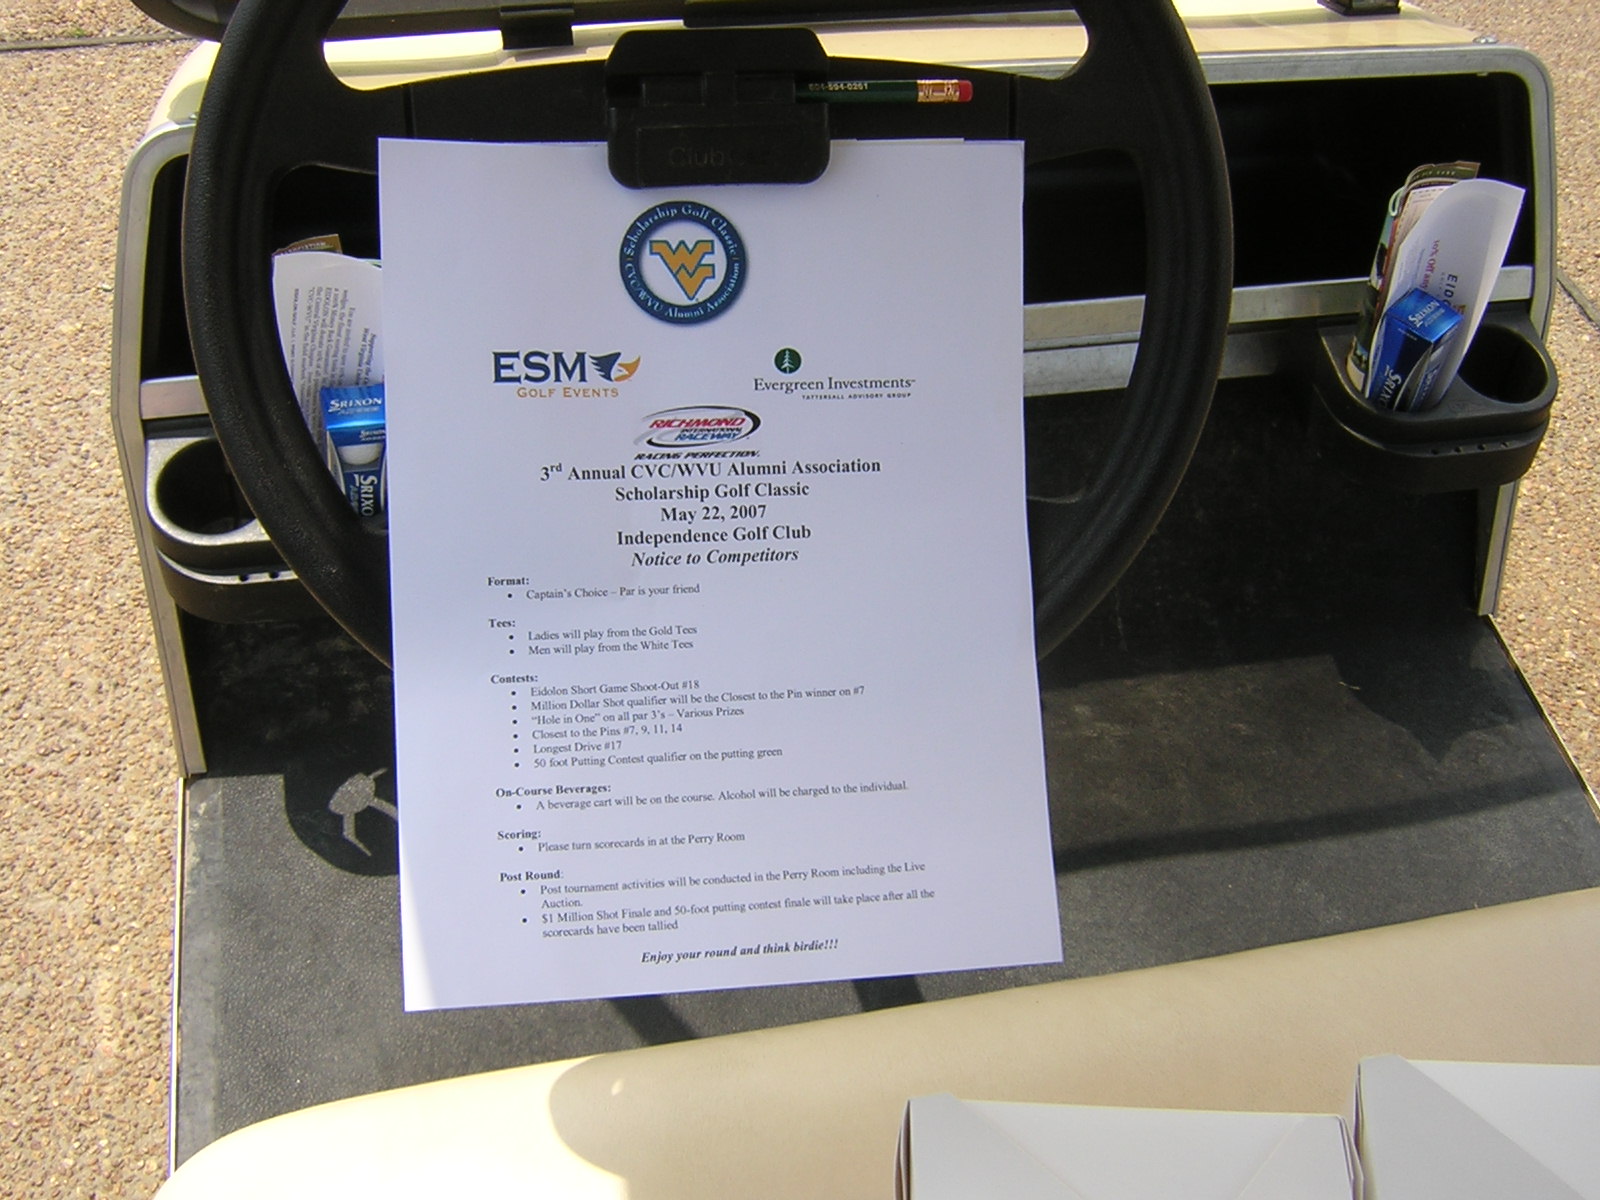 804-594-0261
Club
Scholarship Golf Classic
CVC/WVU Alumni Association
WV
ESM
GOLF EVENTS
Evergreen Investments
TATTERSALL ADVISORY GROUP
RICHMOND
INTERNATIONAL
RACEWAY
RACING PERFECTION.
3rd Annual CVC/WVU Alumni Association
Scholarship Golf Classic
May 22, 2007
Independence Golf Club
Notice to Competitors
Format:
• Captain's Choice – Par is your friend
Tees:
• Ladies will play from the Gold Tees
• Men will play from the White Tees
Contests:
• Eidolon Short Game Shoot-Out #18
• Million Dollar Shot qualifier will be the Closest to the Pin winner on #7
• "Hole in One" on all par 3's – Various Prizes
• Closest to the Pins #7, 9, 11, 14
• Longest Drive #17
• 50 foot Putting Contest qualifier on the putting green
On-Course Beverages:
• A beverage cart will be on the course. Alcohol will be charged to the individual.
Scoring:
• Please turn scorecards in at the Perry Room
Post Round:
• Post tournament activities will be conducted in the Perry Room including the Live
Auction.
• $1 Million Shot Finale and 50-foot putting contest finale will take place after all the
scorecards have been tallied
Enjoy your round and think birdie!!!
SRIXON
SRIXO
EIDO
SRIXON
SRIX